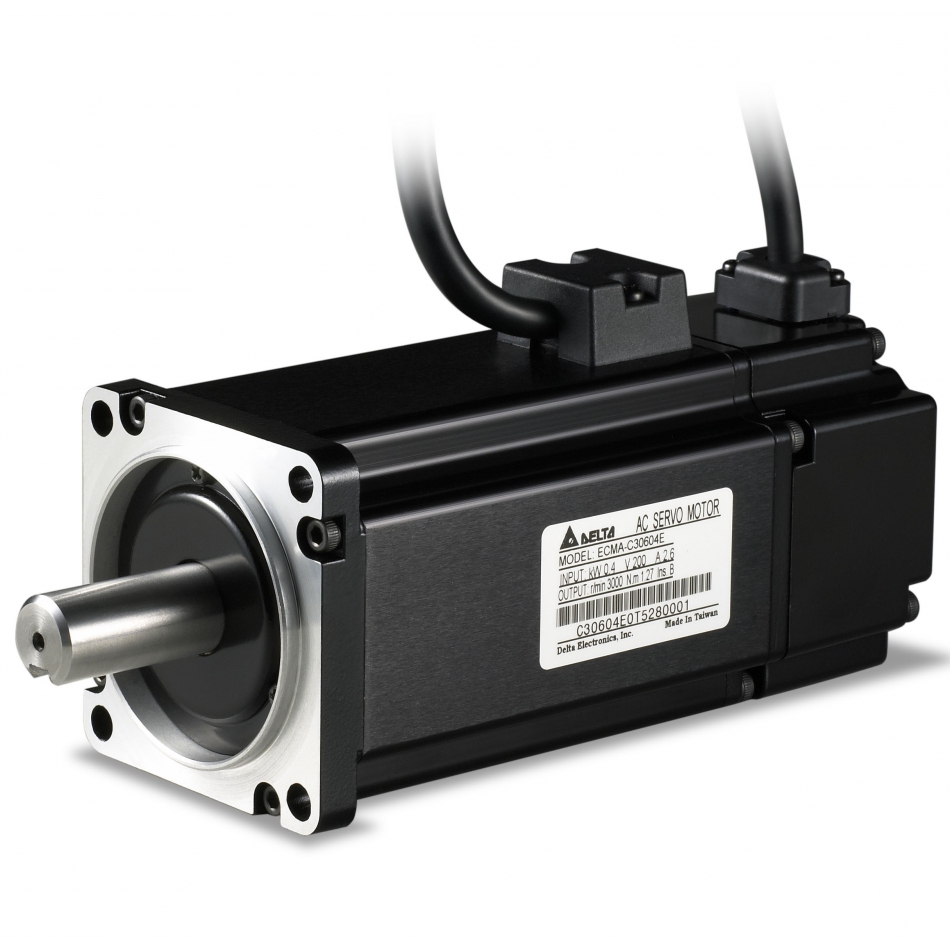 DELTA AC SERVO MOTOR
MODEL: ECMA-C30604E
INPUT kW 0.4 V 200 A 2.6
OUTPUT r/min 3000 N.m 1.27 Ins. B
C30604E0T5280001
Delta Electronics, Inc. Made In Taiwan